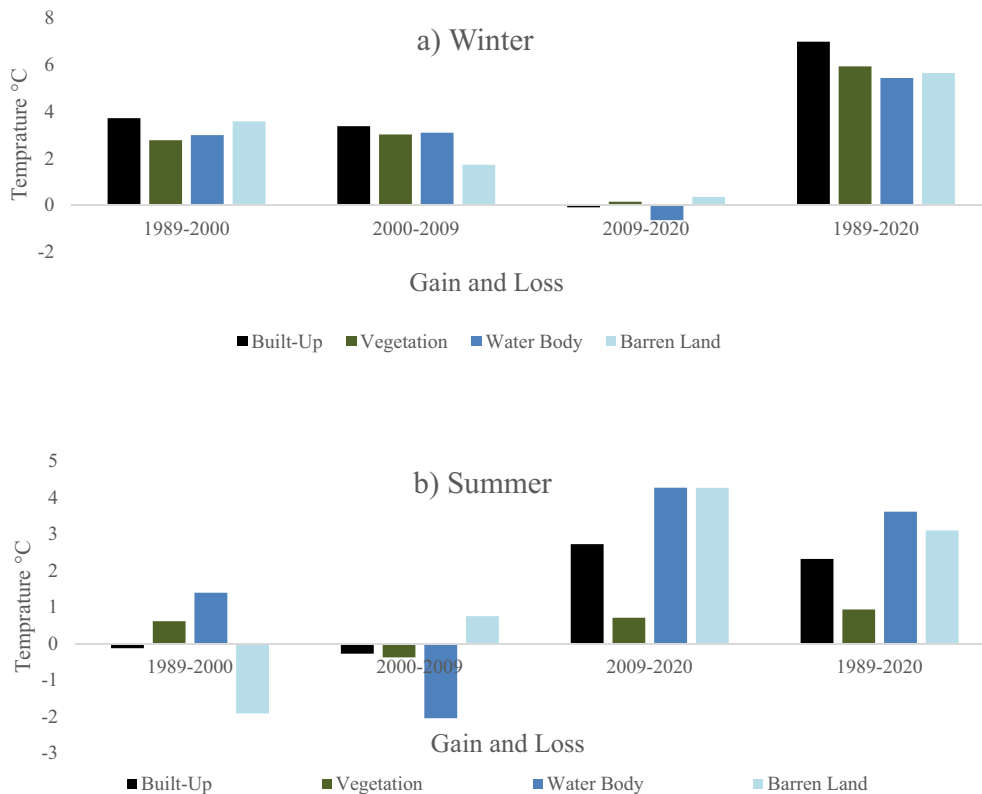 a) Winter
8
6
4
2
0
-2
Temprature °C
1989-2000 2000-2009 2009-2020 1989-2020
Gain and Loss
Built-Up Vegetation Water Body Barren Land
b) Summer
5
4
3
2
1
0
-1
-2
-3
Temprature °C
1989-2000 2000-2009 2009-2020 1989-2020
Gain and Loss
Built-Up Vegetation Water Body Barren Land